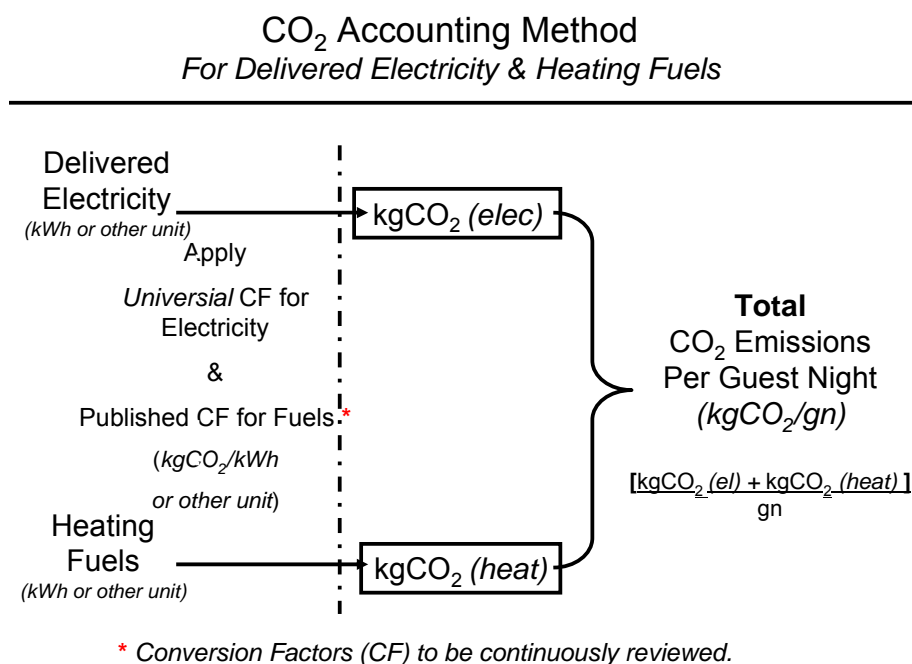 CO₂ Accounting Method
For Delivered Electricity & Heating Fuels
Delivered
Electricity
(kWh or other unit)
Apply
Universial CF for
Electricity
&
Published CF for Fuels *
(kgCO₂/kWh
or other unit)
Heating
Fuels
(kWh or other unit)
kgCO₂ (elec)
kgCO₂ (heat)
Total
CO₂ Emissions
Per Guest Night
(kgCO₂/gn)
[kgCO₂ (el) + kgCO₂ (heat) ]
gn
* Conversion Factors (CF) to be continuously reviewed.